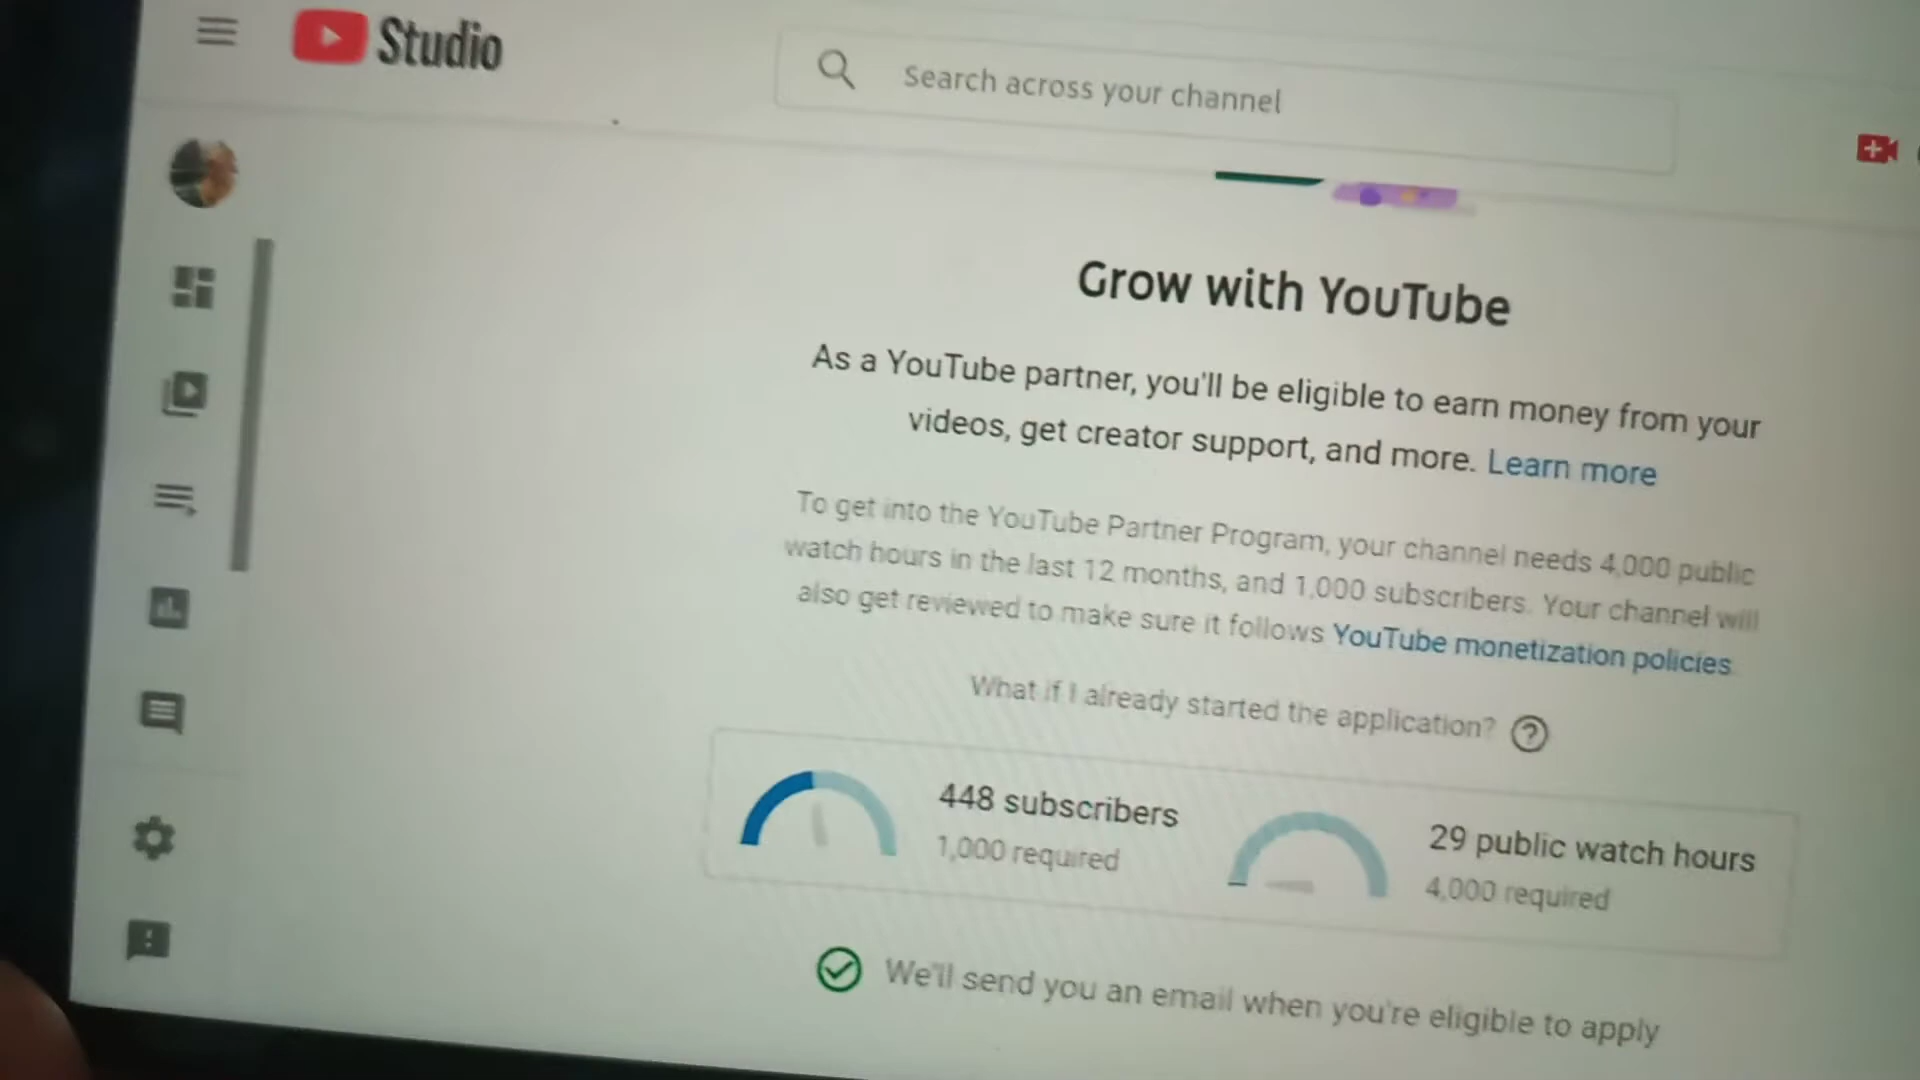 Studio
Search across your channel
Grow with YouTube
As a YouTube partner, you'll be eligible to earn money from your
videos, get creator support, and more. Learn more
To get into the YouTube Partner Program, your channel needs 4,000 public
watch hours in the last 12 months, and 1,000 subscribers. Your channel will
also get reviewed to make sure it follows YouTube monetization policies.
What if I already started the application?
448 subscribers
1,000 required
29 public watch hours
4,000 required
We'll send you an email when you're eligible to apply